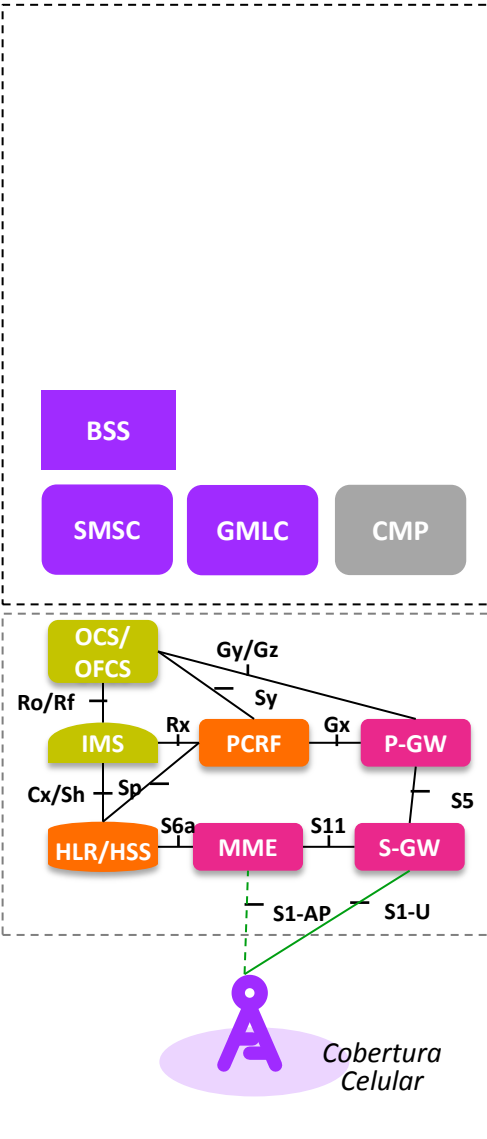 BSS
SMSC
GMLC
CMP
OCS/
OFCS
Gy/Gz
Sy
Ro/Rf
Rx
Gx
IMS
PCRF
P-GW
Cx/Sh
Sp
S5
S6a
S11
HLR/HSS
MME
S-GW
S1-AP
S1-U
Cobertura
Celular